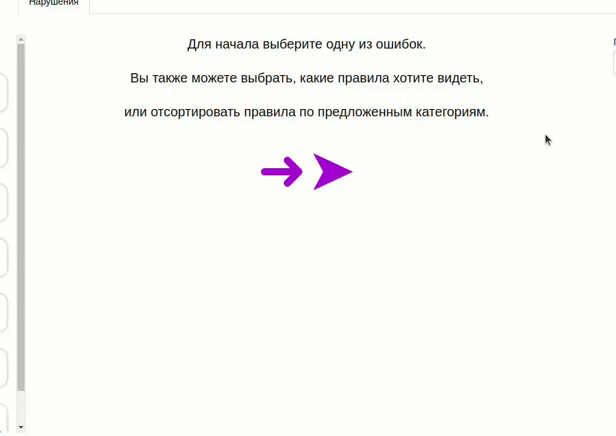 Нарушения
Для начала выберите одну из ошибок.
Вы также можете выбрать, какие правила хотите видеть,
или отсортировать правила по предложенным категориям.